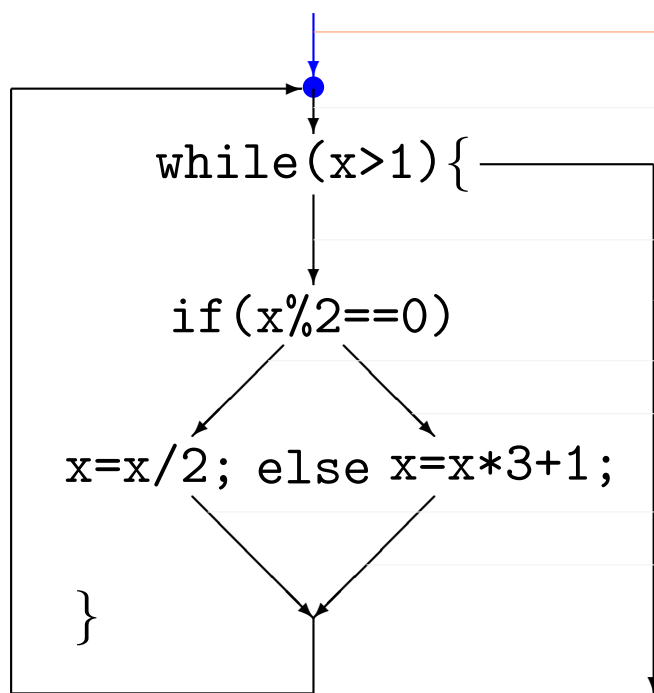 while(x>1){
if(x%2==0)
x=x/2; else x=x*3+1;
}